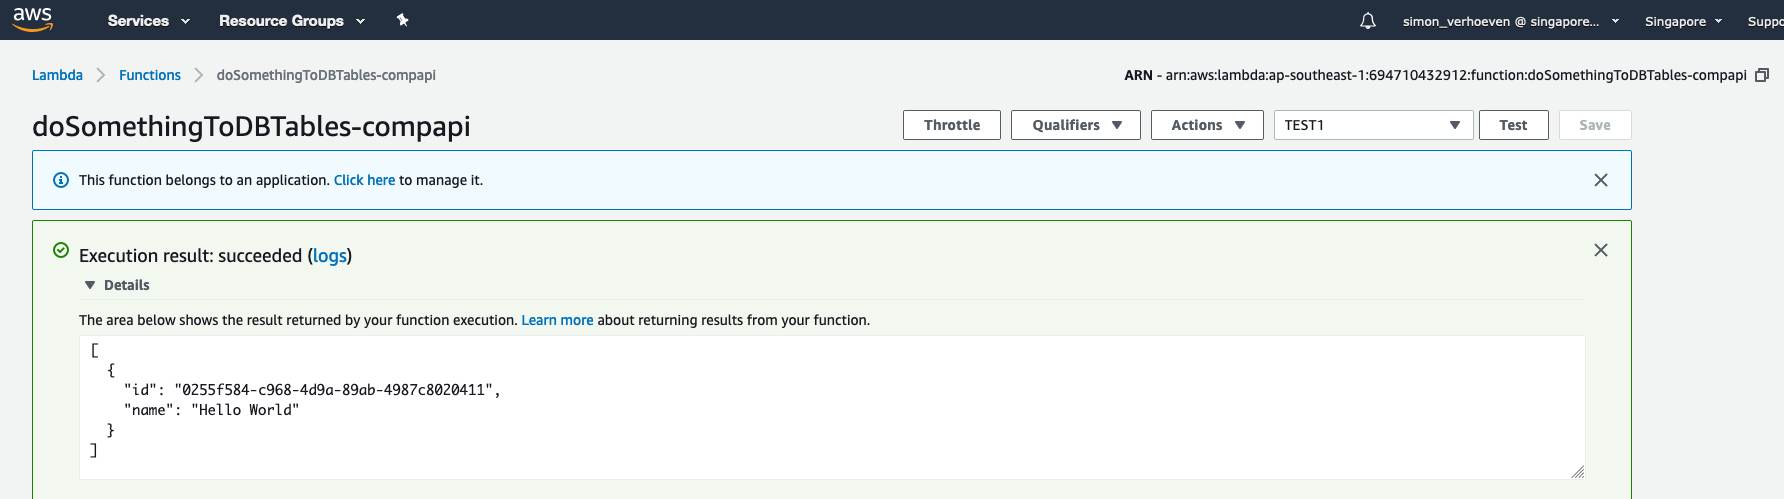 aws Services Resource Groups simon_verhoeven @ singapore... Singapore Suppo
Lambda Functions doSomethingToDBTables-compapi ARN - arn:aws:lambda:ap-southeast-1:694710432912:function:doSomethingToDBTables-compapi
doSomethingToDBTables-compapi Throttle Qualifiers Actions TEST1 Test Save
This function belongs to an application. Click here to manage it.
Execution result: succeeded (logs)
Details
The area below shows the result returned by your function execution. Learn more about returning results from your function.
[
{
"id": "0255f584-c968-4d9a-89ab-4987c8020411",
"name": "Hello World"
}
]